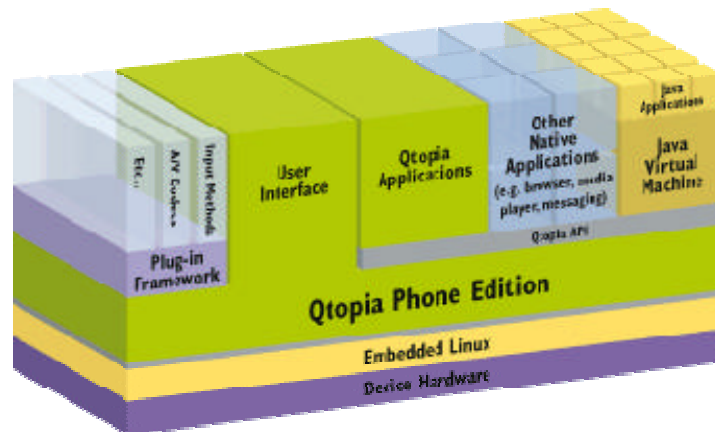 Etc...
A/V Codecs
Input Methods
User
Interface
Qtopia
Applications
Other
Native
Applications
(e.g. browser, media
player, messaging)
Java
Applications
Java
Virtual
Machine
Qtopia API
Plug-in
Framework
Qtopia Phone Edition
Embedded Linux
Device Hardware